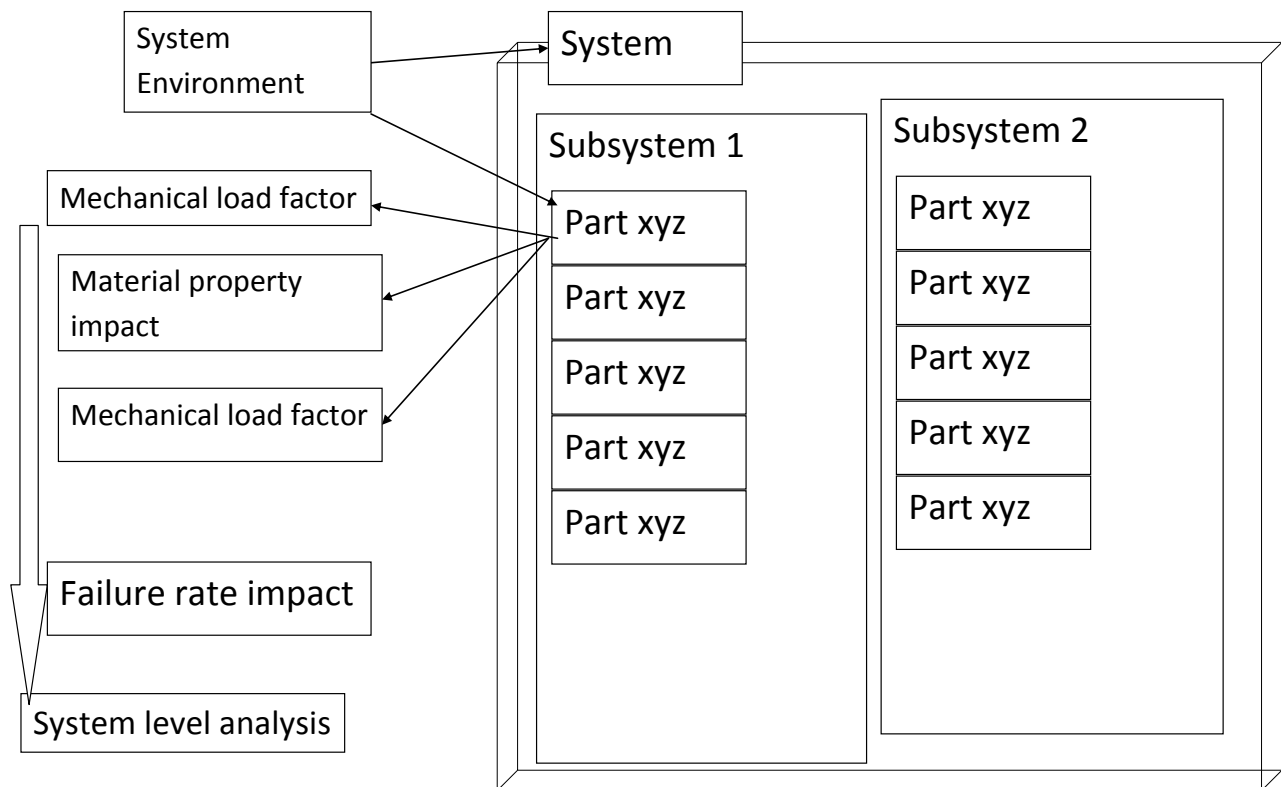 System
Environment
System
Subsystem 1
Subsystem 2
Mechanical load factor
Material property
impact
Mechanical load factor
Failure rate impact
System level analysis
Part xyz
Part xyz
Part xyz
Part xyz
Part xyz
Part xyz
Part xyz
Part xyz
Part xyz
Part xyz